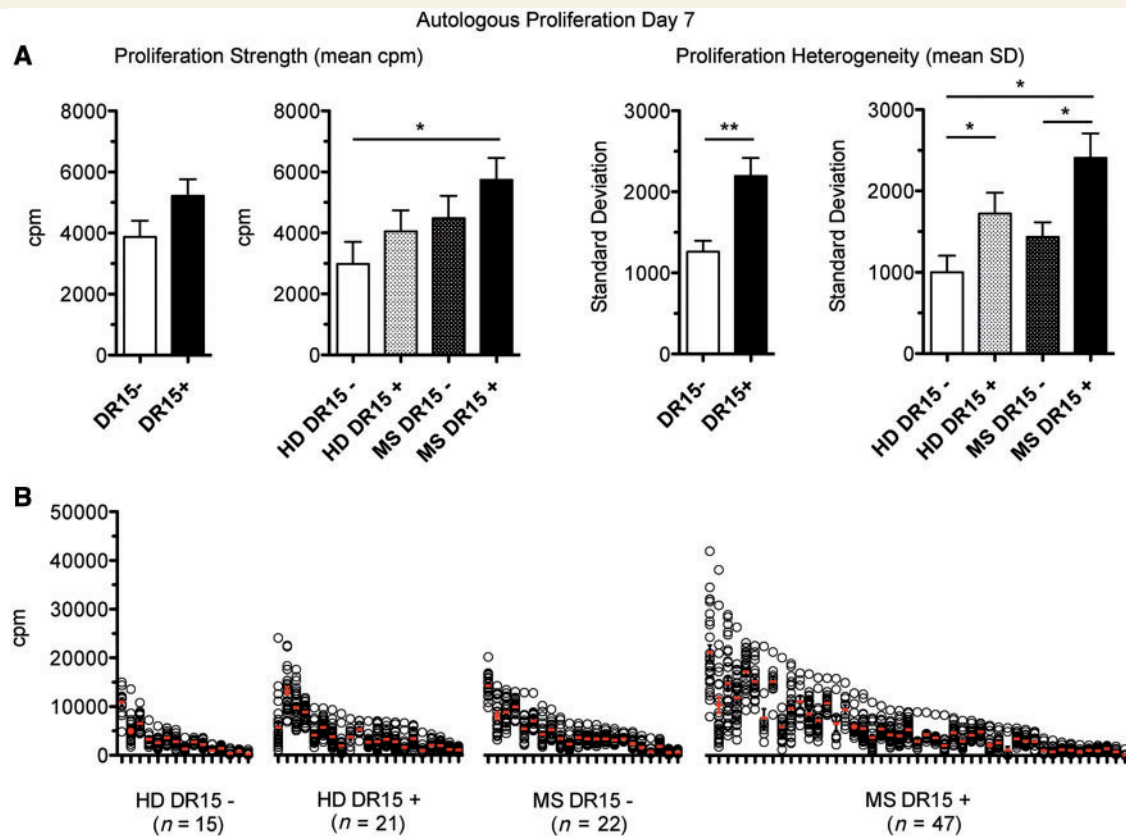 Autologous Proliferation Day 7
A
Proliferation Strength (mean cpm)
Proliferation Heterogeneity (mean SD)
8000
6000
4000
2000
0
cpm
DR15-
DR15+
8000
6000
4000
2000
0
cpm
*
HD DR15 -
HD DR15 +
MS DR15 -
MS DR15 +
3000
2000
1000
0
Standard Deviation
**
DR15-
DR15+
3000
2000
1000
0
Standard Deviation
*
*
*
HD DR15 -
HD DR15 +
MS DR15 -
MS DR15 +
B
50000
40000
30000
20000
10000
0
cpm
HD DR15 -
(n = 15)
HD DR15 +
(n = 21)
MS DR15 -
(n = 22)
MS DR15 +
(n = 47)